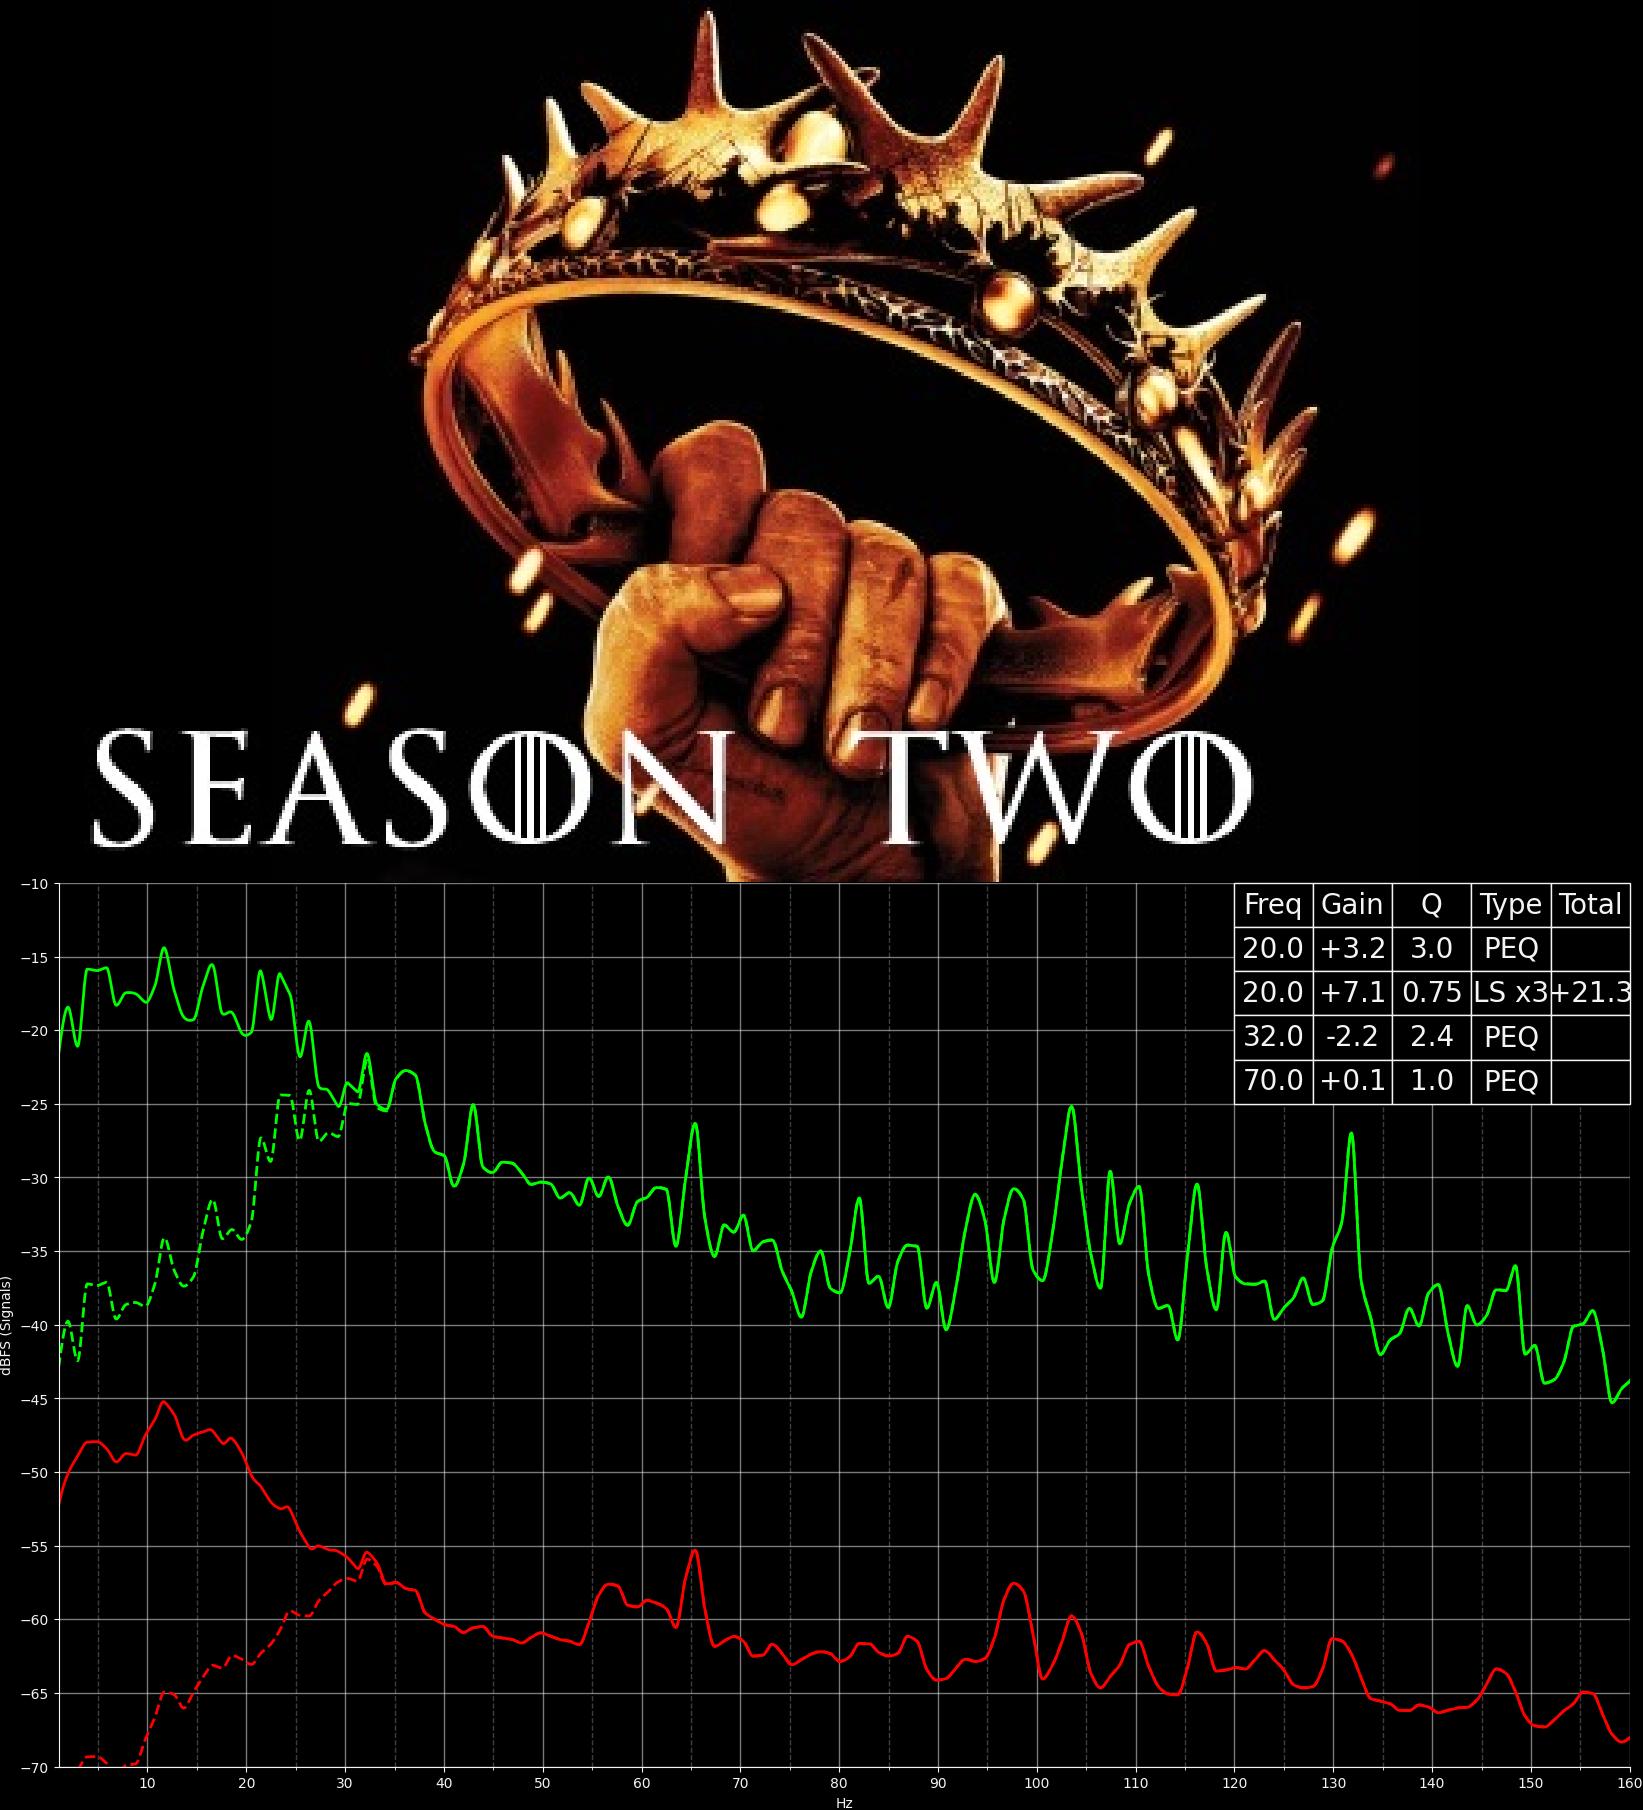 SEASON TWO
Freq Gain Q Type Total
20.0 +3.2 3.0 PEQ
20.0 +7.1 0.75 LS x3 +21.3
32.0 -2.2 2.4 PEQ
70.0 +0.1 1.0 PEQ
−10
−15
−20
−25
−30
−35
−40
−45
−50
−55
−60
−65
−70
dBFS (Signals)
10 20 30 40 50 60 70 80 90 100 110 120 130 140 150 160
Hz